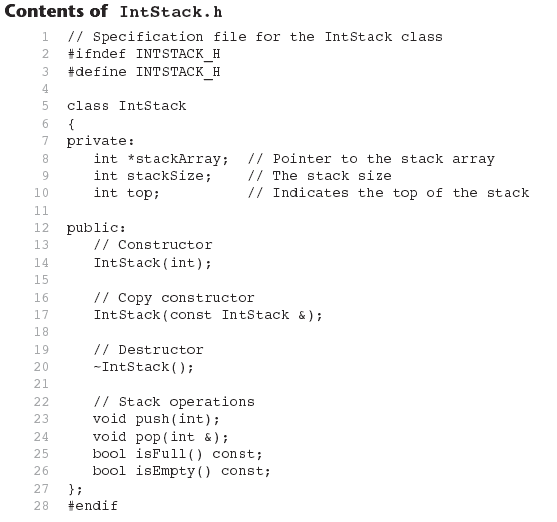 Contents of IntStack.h
1 // Specification file for the IntStack class
2 #ifndef INTSTACK_H
3 #define INTSTACK_H
4
5 class IntStack
6 {
7 private:
8    int *stackArray;  // Pointer to the stack array
9    int stackSize;    // The stack size
10    int top;          // Indicates the top of the stack
11
12 public:
13    // Constructor
14    IntStack(int);
15
16    // Copy constructor
17    IntStack(const IntStack &);
18
19    // Destructor
20    ~IntStack();
21
22    // Stack operations
23    void push(int);
24    void pop(int &);
25    bool isFull() const;
26    bool isEmpty() const;
27 };
28 #endif